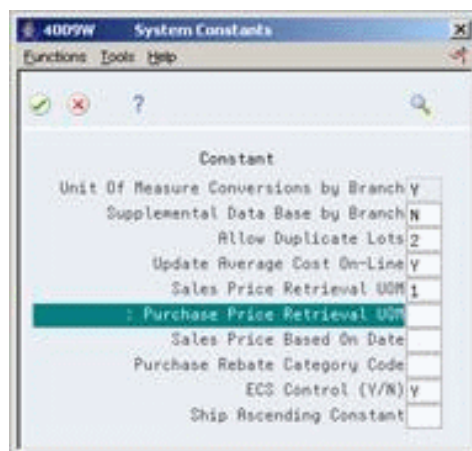 4009W System Constants
Functions Tools Help
?
Constant
Unit Of Measure Conversions by Branch Y
Supplemental Data Base by Branch N
Allow Duplicate Lots 2
Update Average Cost On-Line Y
Sales Price Retrieval UOM 1
: Purchase Price Retrieval UOM
Sales Price Based On Date
Purchase Rebate Category Code
ECS Control (Y/N) Y
Ship Ascending Constant